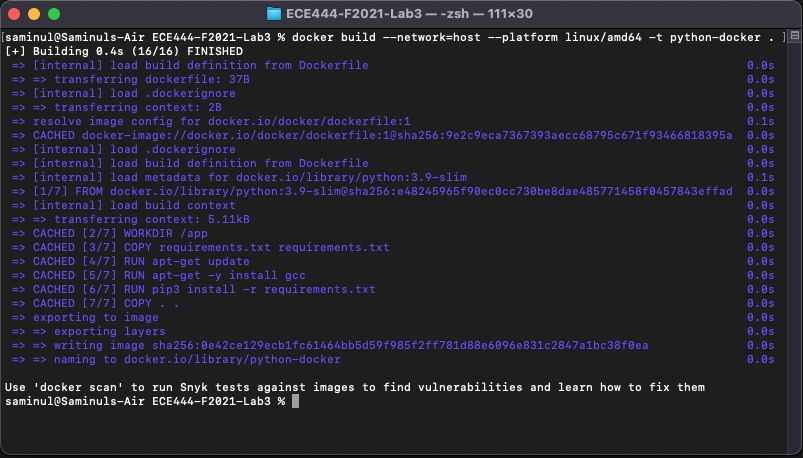 ECE444-F2021-Lab3 — -zsh — 111×30
[saminul@Saminuls-Air ECE444-F2021-Lab3 % docker build --network=host --platform linux/amd64 -t python-docker . ]
[+] Building 0.4s (16/16) FINISHED
=> [internal] load build definition from Dockerfile 0.0s
=> => transferring dockerfile: 37B 0.0s
=> [internal] load .dockerignore 0.0s
=> => transferring context: 2B 0.0s
=> resolve image config for docker.io/docker/dockerfile:1 0.1s
=> CACHED docker-image://docker.io/docker/dockerfile:1@sha256:9e2c9eca7367393aecc68795c671f93466818395a 0.0s
=> [internal] load .dockerignore 0.0s
=> [internal] load build definition from Dockerfile 0.0s
=> [internal] load metadata for docker.io/library/python:3.9-slim 0.1s
=> [1/7] FROM docker.io/library/python:3.9-slim@sha256:e48245965f90ec0cc730be8dae485771458f0457843effad 0.0s
=> [internal] load build context 0.0s
=> => transferring context: 5.11kB 0.0s
=> CACHED [2/7] WORKDIR /app 0.0s
=> CACHED [3/7] COPY requirements.txt requirements.txt 0.0s
=> CACHED [4/7] RUN apt-get update 0.0s
=> CACHED [5/7] RUN apt-get -y install gcc 0.0s
=> CACHED [6/7] RUN pip3 install -r requirements.txt 0.0s
=> CACHED [7/7] COPY . . 0.0s
=> exporting to image 0.0s
=> => exporting layers 0.0s
=> => writing image sha256:0e42ce129ecb1fc61464bb5d59f985f2ff781d88e6096e831c2847a1bc38f0ea 0.0s
=> => naming to docker.io/library/python-docker 0.0s
Use 'docker scan' to run Snyk tests against images to find vulnerabilities and learn how to fix them
saminul@Saminuls-Air ECE444-F2021-Lab3 %